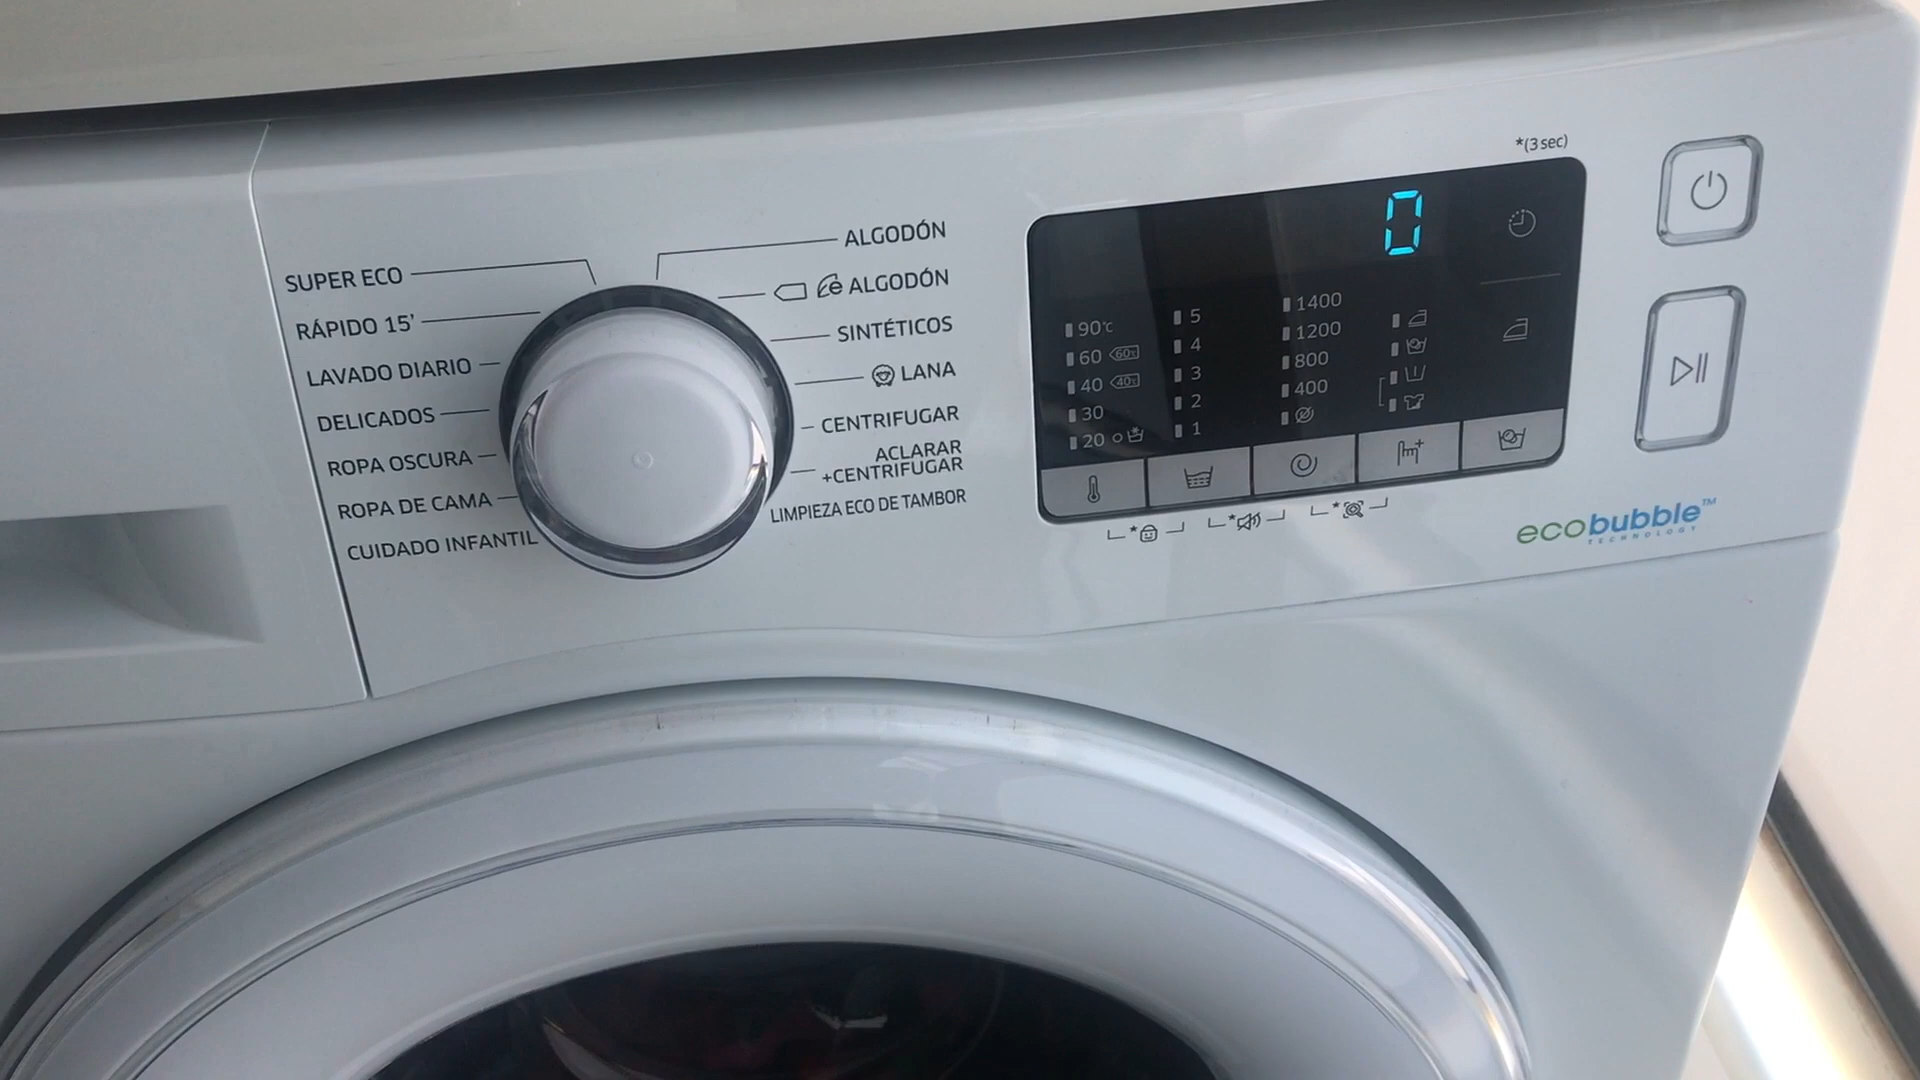 SUPER ECO
RÁPIDO 15'
LAVADO DIARIO
DELICADOS
ROPA OSCURA
ROPA DE CAMA
CUIDADO INFANTIL
ALGODÓN
ALGODÓN
SINTÉTICOS
LANA
CENTRIFUGAR
ACLARAR
+CENTRIFUGAR
LIMPIEZA ECO DE TAMBOR
*(3 sec)
0
90℃
60 60℃
40 40℃
30
20
5
4
3
2
1
1400
1200
800
400
ecobubble™
TECHNOLOGY